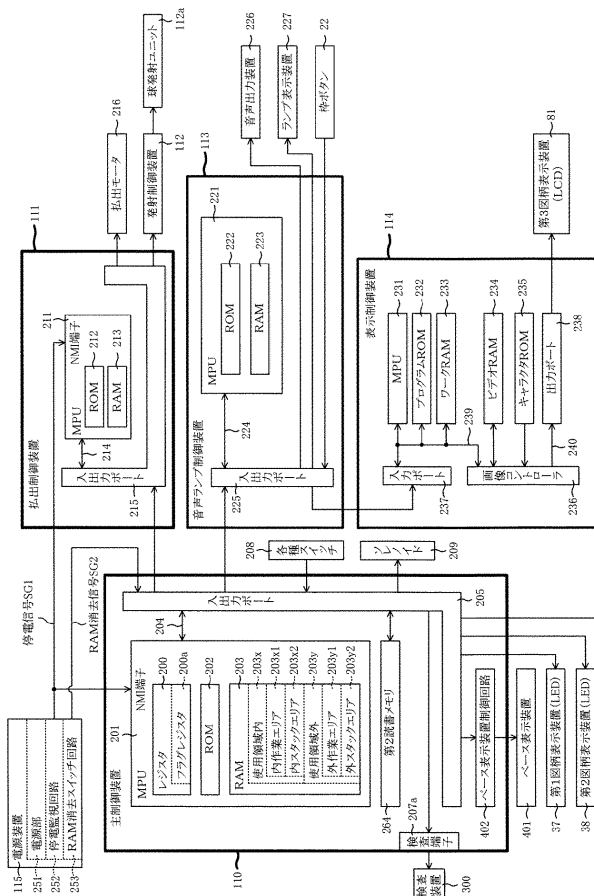 115
電源装置
251
電源部
252
停電監視回路
253
RAM消去スイッチ回路
停電信号SG1
RAM消去信号SG2
110
主制御装置
201
NMI端子
MPU
レジスタ
200
フラグレジスタ
200a
ROM
202
RAM
203
使用領域内
203x
内作業エリア
203x1
内スタックエリア
203x2
使用領域外
203y
外作業エリア
203y1
外スタックエリア
203y2
204
入出力ポート
205
264
第2読書メモリ
207a
検査端子
検査装置
300
各種スイッチ
208
ソレノイド
209
402
ベース表示装置制御回路
401
ベース表示装置
37
第1図柄表示装置(LED)
38
第2図柄表示装置(LED)
111
払出制御装置
211
NMI端子
MPU
ROM
212
RAM
213
214
入出力ポート
215
払出モータ
216
発射制御装置
112
球発射ユニット
112a
113
音声ランプ制御装置
221
MPU
ROM
222
RAM
223
224
入出力ポート
225
音声出力装置
226
ランプ表示装置
227
枠ボタン
22
114
表示制御装置
MPU
231
プログラムROM
232
ワークRAM
233
ビデオRAM
234
キャラクタROM
235
出力ポート
238
239
240
入力ポート
237
画像コントローラ
236
第3図柄表示装置
(LCD)
81